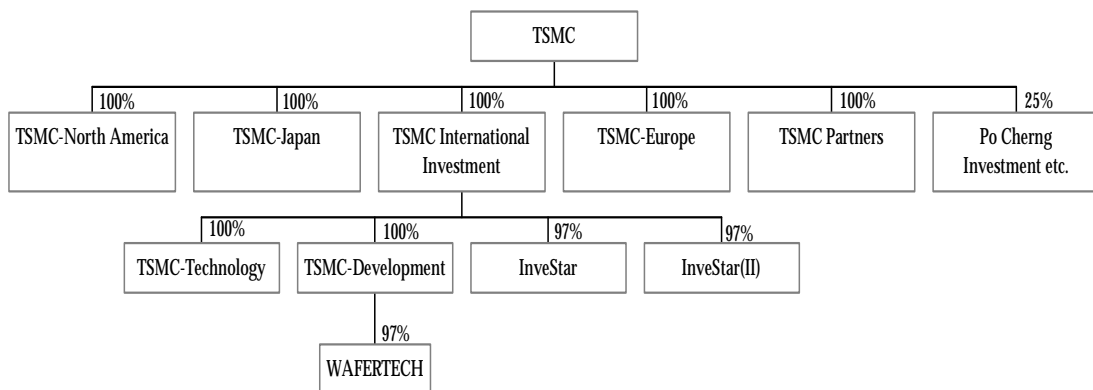 TSMC
100%
100%
100%
100%
100%
25%
TSMC-North America
TSMC-Japan
TSMC International
Investment
TSMC-Europe
TSMC Partners
Po Cherng
Investment etc.
100%
100%
97%
97%
TSMC-Technology
TSMC-Development
InveStar
InveStar(II)
97%
WAFERTECH